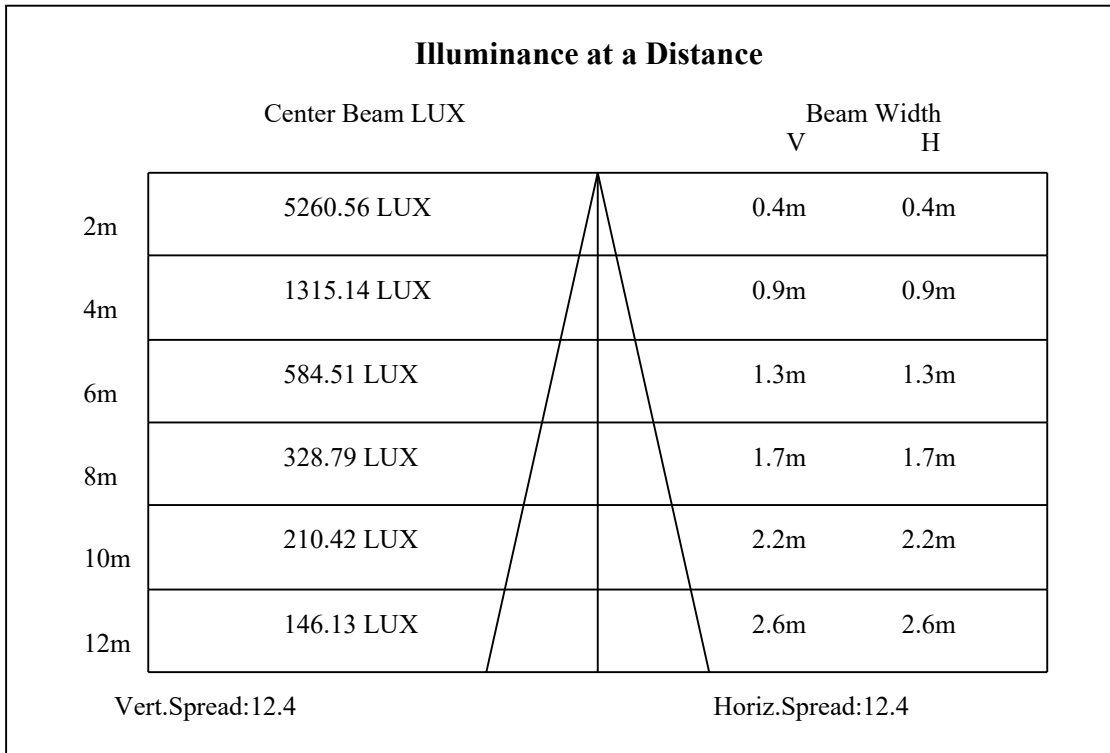 Illuminance at a Distance
Center Beam LUX Beam Width
V H
2m 5260.56 LUX 0.4m 0.4m
4m 1315.14 LUX 0.9m 0.9m
6m 584.51 LUX 1.3m 1.3m
8m 328.79 LUX 1.7m 1.7m
10m 210.42 LUX 2.2m 2.2m
12m 146.13 LUX 2.6m 2.6m
Vert.Spread:12.4 Horiz.Spread:12.4